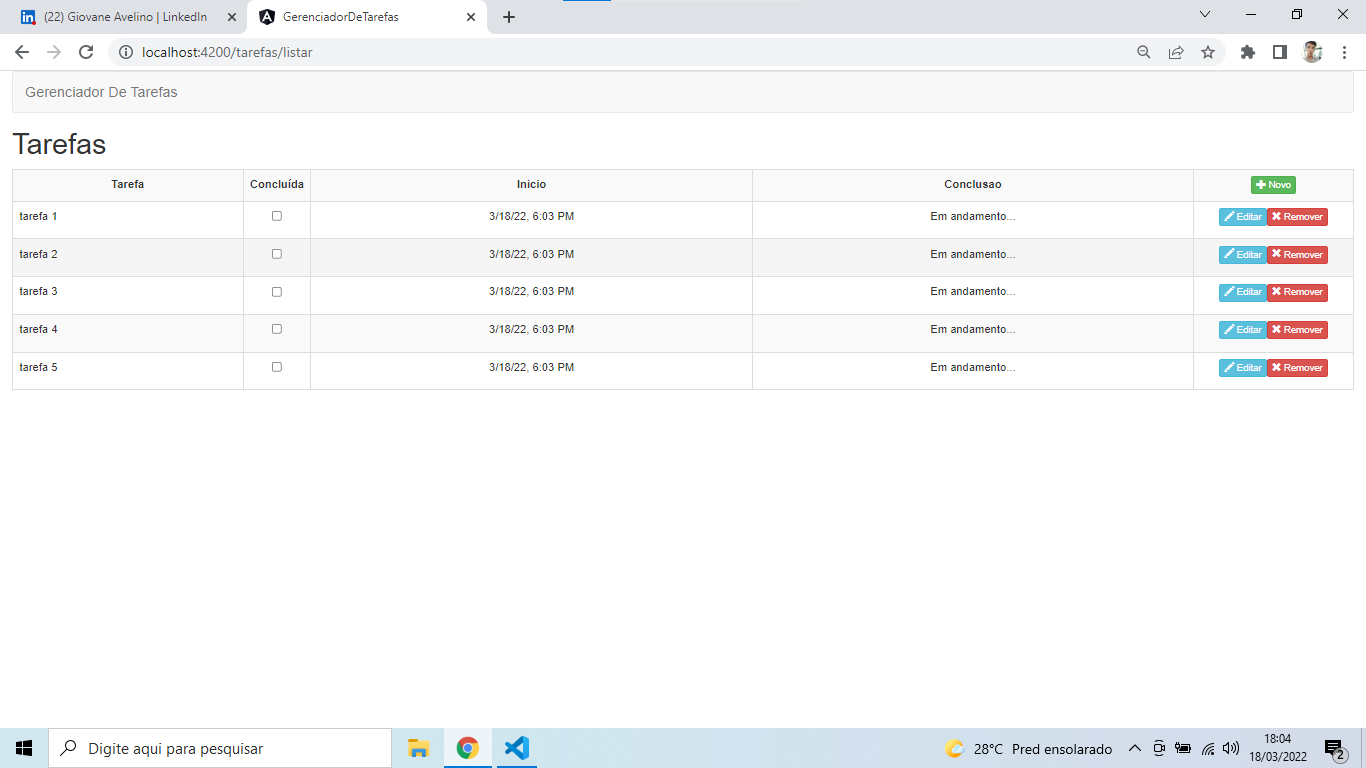 (22) Giovane Avelino | LinkedIn GerenciadorDeTarefas
localhost:4200/tarefas/listar
Gerenciador De Tarefas
Tarefas
Tarefa Concluída Inicio Conclusao Novo
tarefa 1 3/18/22, 6:03 PM Em andamento... Editar Remover
tarefa 2 3/18/22, 6:03 PM Em andamento... Editar Remover
tarefa 3 3/18/22, 6:03 PM Em andamento... Editar Remover
tarefa 4 3/18/22, 6:03 PM Em andamento... Editar Remover
tarefa 5 3/18/22, 6:03 PM Em andamento... Editar Remover
Digite aqui para pesquisar 28°C Pred ensolarado 18:04
18/03/2022 2